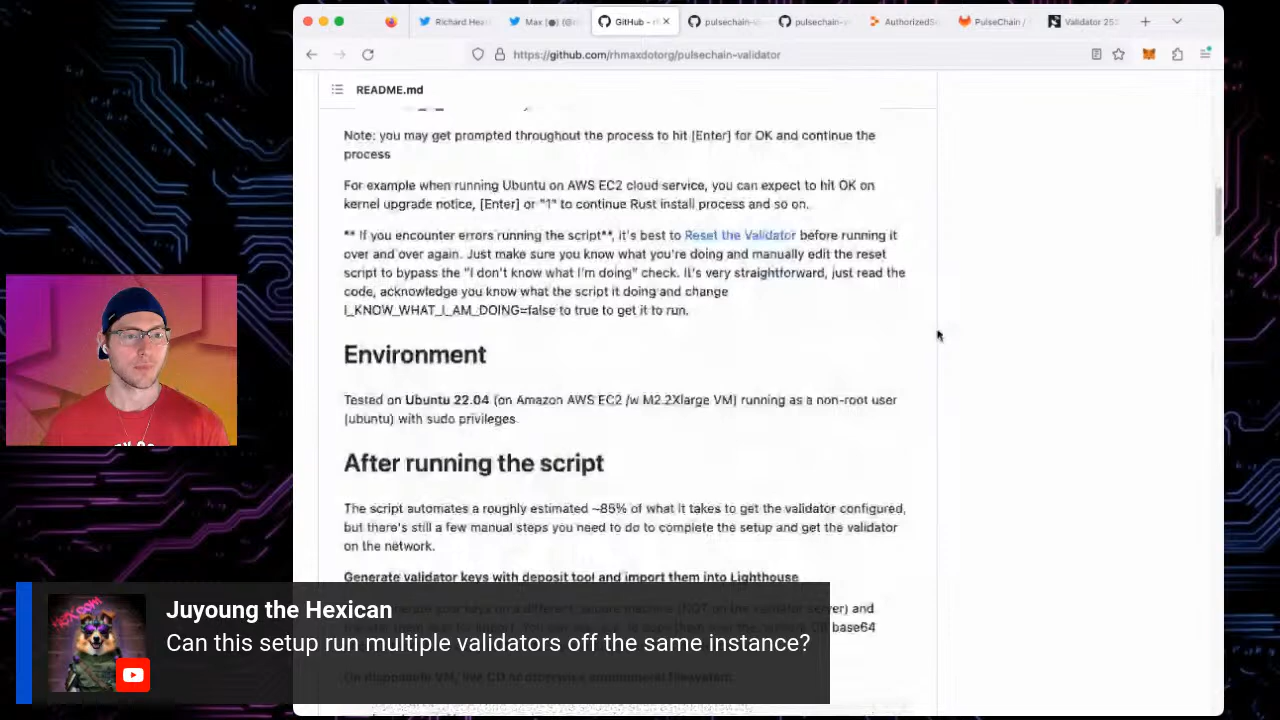 Richard Hear
Max (
GitHub - r
pulsechain-
pulsechain-
AuthorizedS
PulseChain /
Validator 25
https://github.com/rhmaxdotorg/pulsechain-validator
README.md
Note: you may get prompted throughout the process to hit [Enter] for OK and continue the
process
For example when running Ubuntu on AWS EC2 cloud service, you can expect to hit OK on
kernel upgrade notice, [Enter] or "1" to continue Rust install process and so on.
** If you encounter errors running the script**, it's best to Reset the Validator before running it
over and over again. Just make sure you know what you're doing and manually edit the reset
script to bypass the "I don't know what I'm doing" check. It's very straightforward, just read the
code, acknowledge you know what the script it doing and change
I_KNOW_WHAT_I_AM_DOING=false to true to get it to run.
Environment
Tested on Ubuntu 22.04 (on Amazon AWS EC2 /w M2.2Xlarge VM) running as a non-root user
(ubuntu) with sudo privileges.
After running the script
The script automates a roughly estimated ~85% of what it takes to get the validator configured,
but there's still a few manual steps you need to do to complete the setup and get the validator
on the network.
Generate validator keys with deposit tool and import them into Lighthouse
and
base64
Juyoung the Hexican
Can this setup run multiple validators off the same instance?